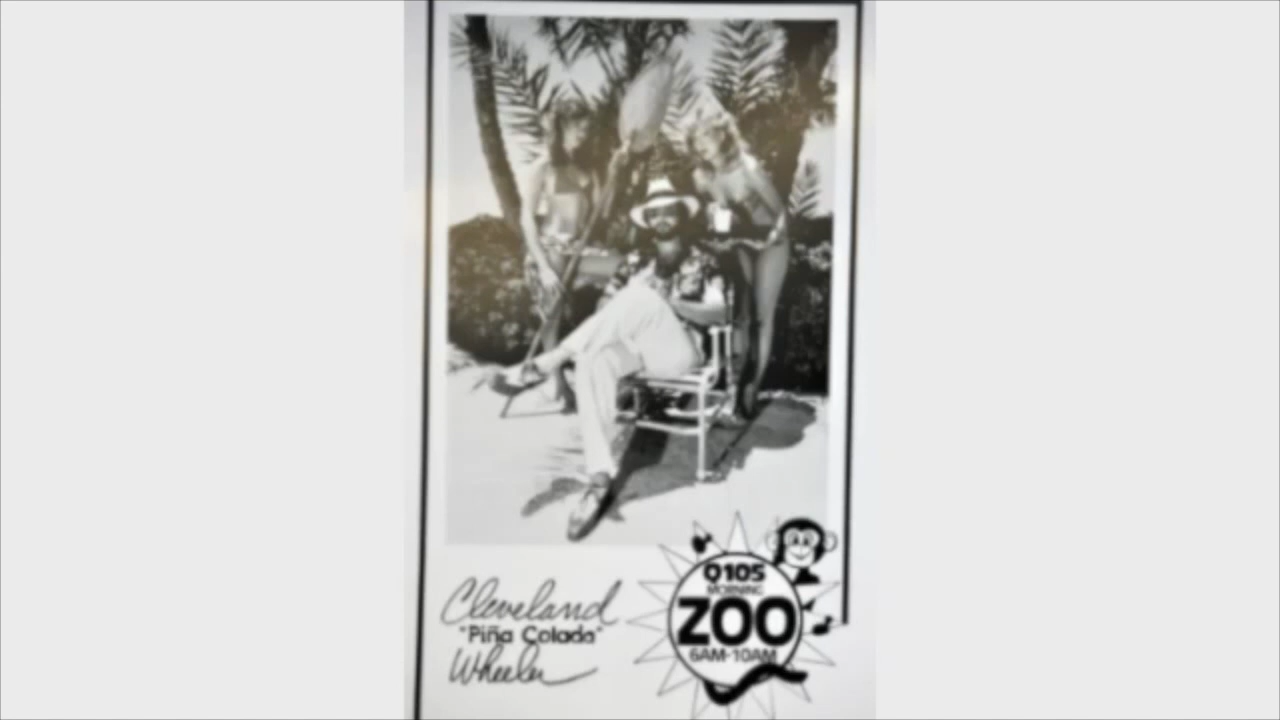 Cleveland
"Piña Colada"
Wheeler
Q105
MORNING
ZOO
6AM-10AM